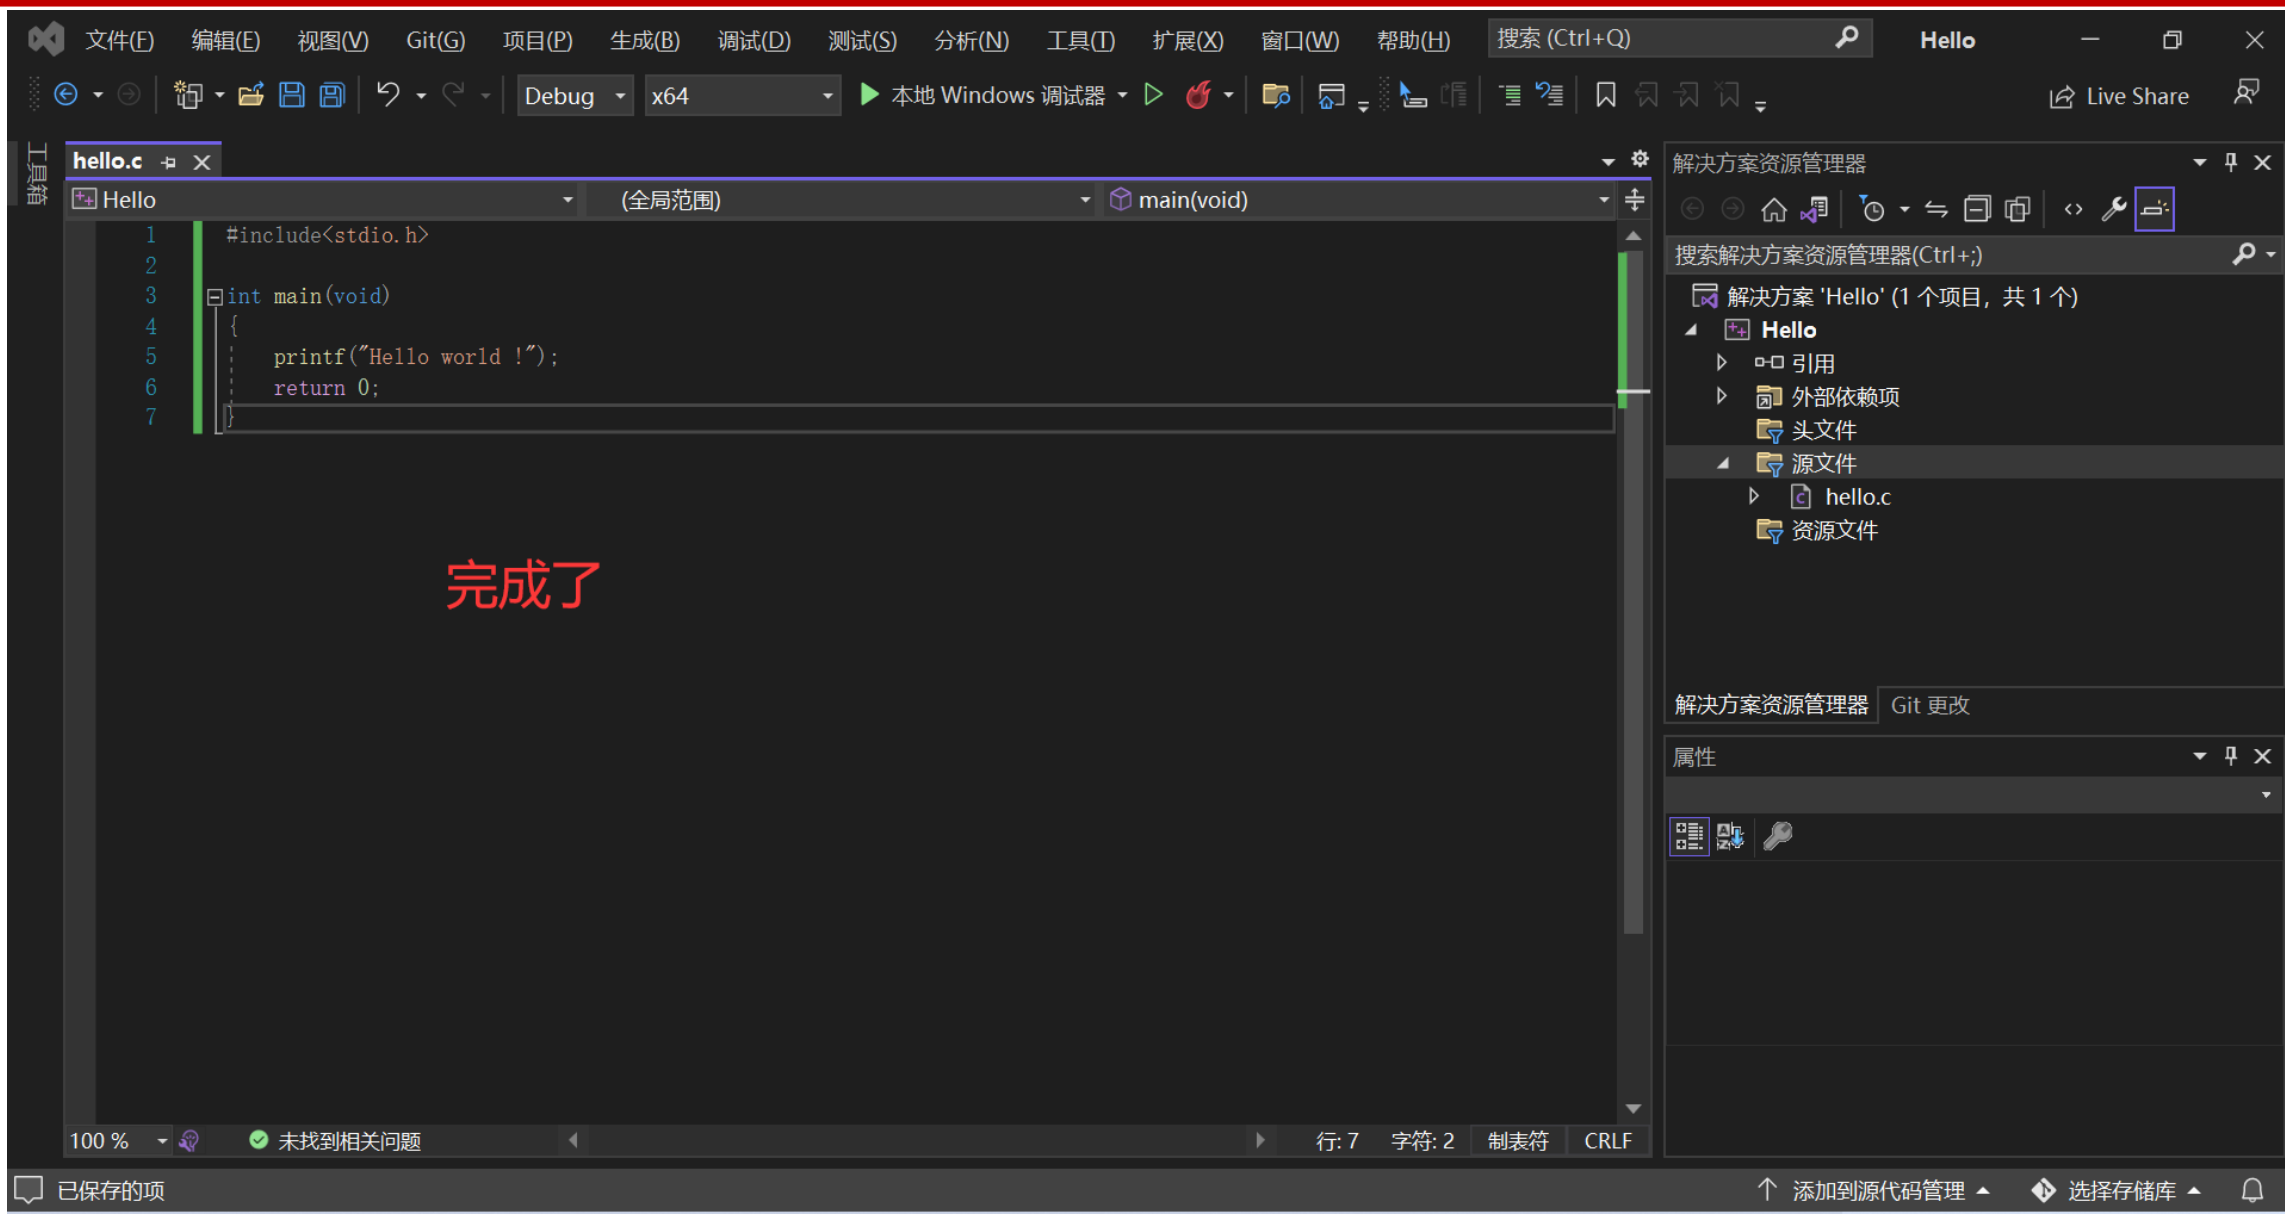 文件(F) 编辑(E) 视图(V) Git(G) 项目(P) 生成(B) 调试(D) 测试(S) 分析(N) 工具(T) 扩展(X) 窗口(W) 帮助(H) 搜索 (Ctrl+Q) Hello
Debug x64 本地 Windows 调试器 Live Share
工具箱
hello.c
Hello (全局范围) main(void)
1 #include<stdio.h>
2
3 int main(void)
4 {
5 printf("Hello world !");
6 return 0;
7 }
完成了
100 % 未找到相关问题 行: 7 字符: 2 制表符 CRLF
解决方案资源管理器
搜索解决方案资源管理器(Ctrl+;)
解决方案 'Hello' (1 个项目，共 1 个)
Hello
引用
外部依赖项
头文件
源文件
hello.c
资源文件
解决方案资源管理器 Git 更改
属性
已保存的项 添加到源代码管理 选择存储库